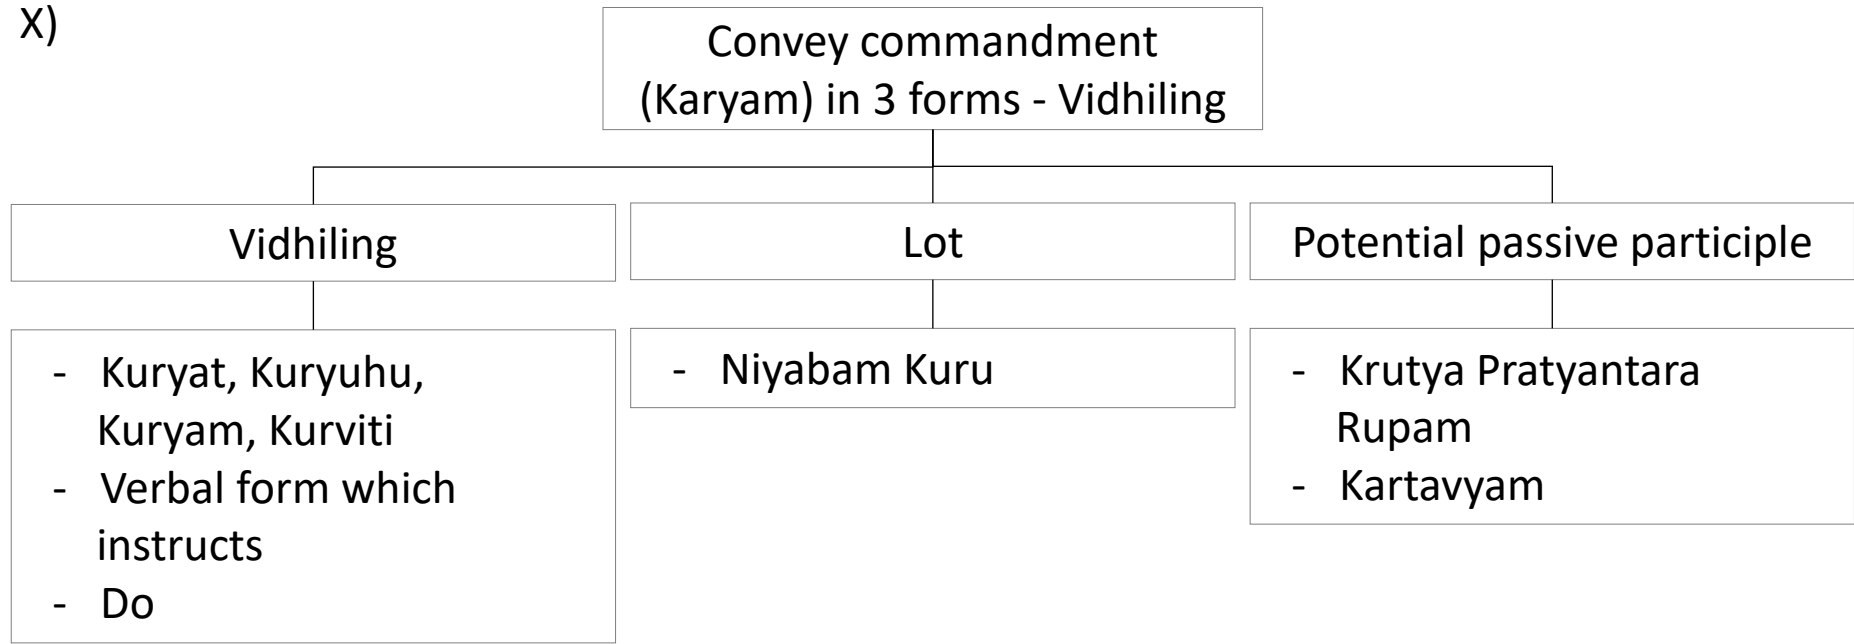 X)
Convey commandment
(Karyam) in 3 forms - Vidhiling
Vidhiling
Lot
Potential passive participle
- Kuryat, Kuryuhu,
Kuryam, Kurviti
- Verbal form which
instructs
- Do
- Niyabam Kuru
- Krutya Pratyantara
Rupam
- Kartavyam